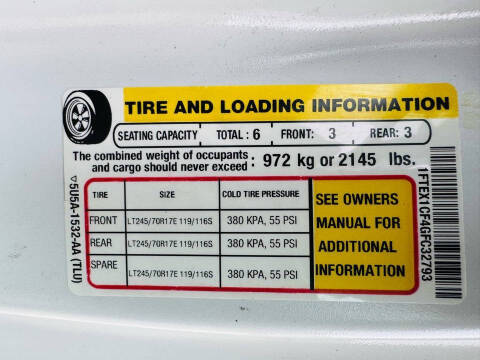 TIRE AND LOADING INFORMATION
SEATING CAPACITY TOTAL : 6 FRONT: 3 REAR: 3
The combined weight of occupants
and cargo should never exceed : 972 kg or 2145 lbs.
TIRE SIZE COLD TIRE PRESSURE
FRONT LT245/70R17E 119/116S 380 KPA, 55 PSI
REAR LT245/70R17E 119/116S 380 KPA, 55 PSI
SPARE LT245/70R17E 119/116S 380 KPA, 55 PSI
SEE OWNERS
MANUAL FOR
ADDITIONAL
INFORMATION
5U5A-1532-AA (TLU)
1FTEX1CF4GFC32793